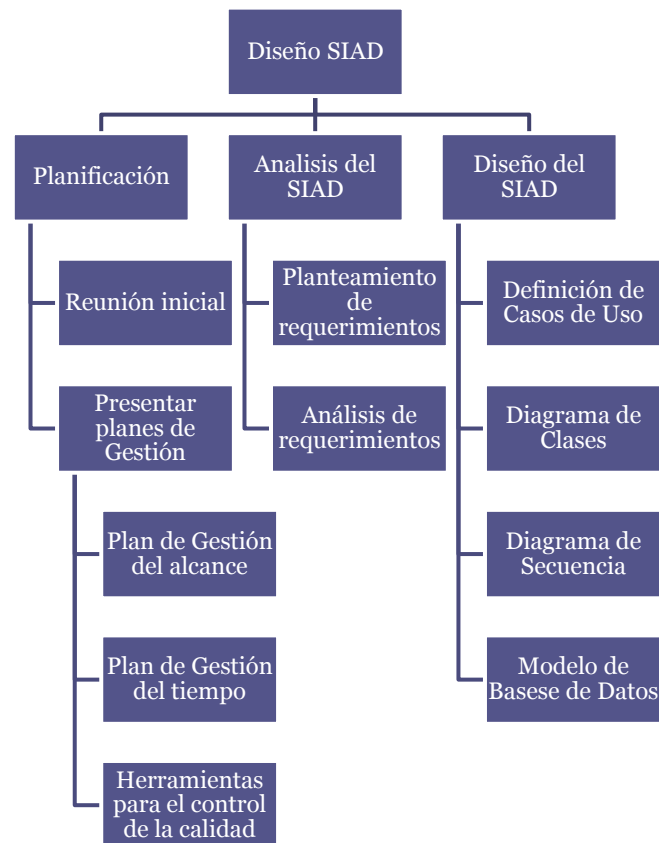 Diseño SIAD
Planificación
Reunión inicial
Presentar
planes de
Gestión
Plan de Gestión
del alcance
Plan de Gestión
del tiempo
Herramientas
para el control
de la calidad
Analisis del
SIAD
Planteamiento
de
requerimientos
Análisis de
requerimientos
Diseño del
SIAD
Definición de
Casos de Uso
Diagrama de
Clases
Diagrama de
Secuencia
Modelo de
Basese de Datos